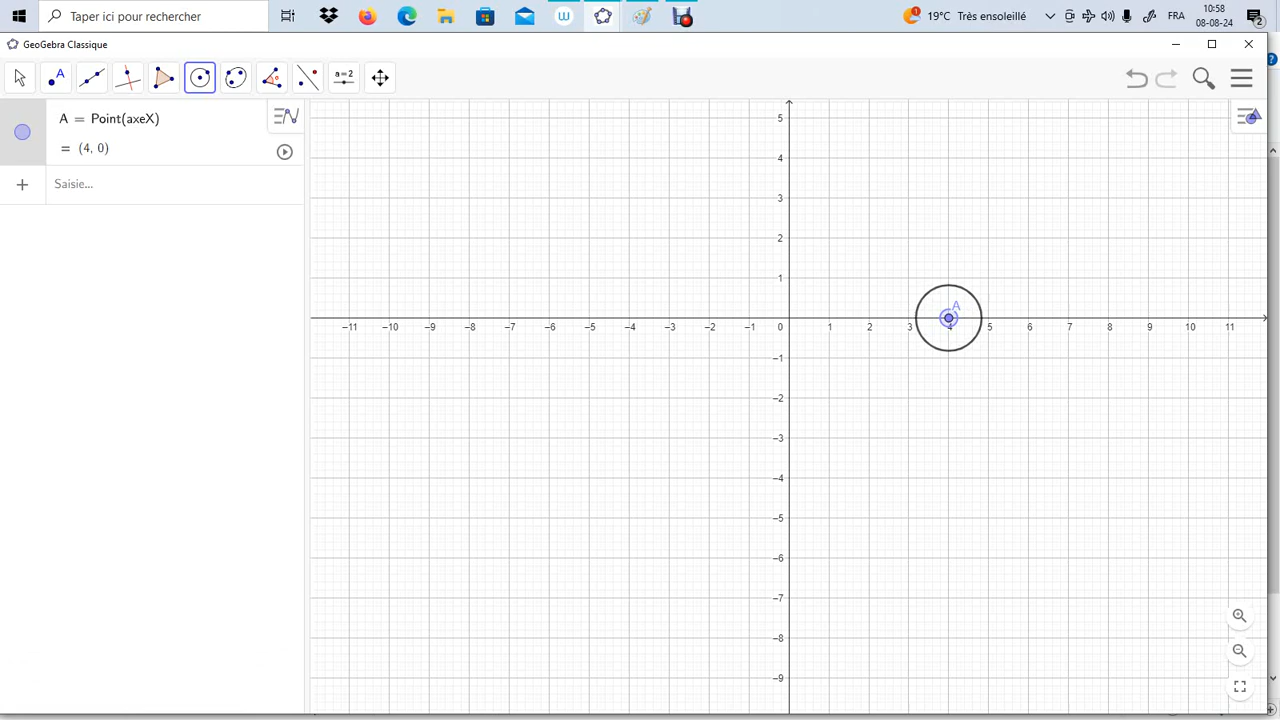 Taper ici pour rechercher
19°C Très ensoleillé
FRA
10:58
08-08-24
2
GeoGebra Classique
A
a=2
A = Point(axeX)
= (4, 0)
+ Saisie...
5
4
3
2
1
A
−11 −10 −9 −8 −7 −6 −5 −4 −3 −2 −1 0 1 2 3 4 5 6 7 8 9 10 11
−1
−2
−3
−4
−5
−6
−7
−8
−9